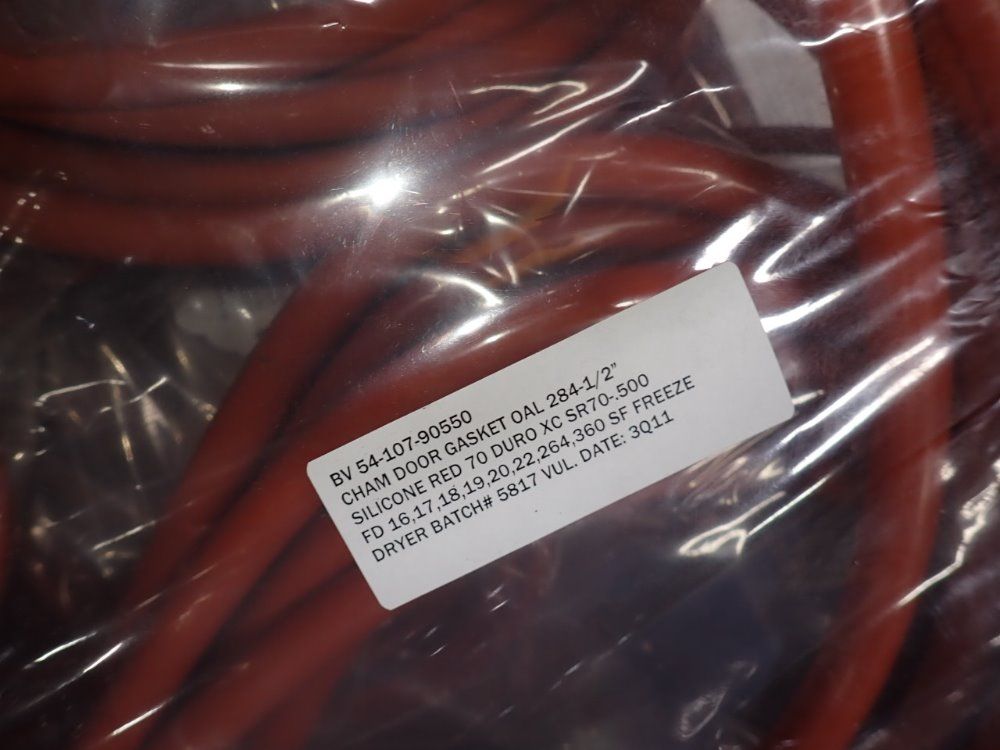 BV 54-107-90550
CHAM DOOR GASKET OAL 284-1/2"
SILICONE RED 70 DURO XC SR70-.500
FD 16,17,18,19,20,22,264,360 SF FREEZE
DRYER BATCH# 5817 VUL. DATE: 3Q11